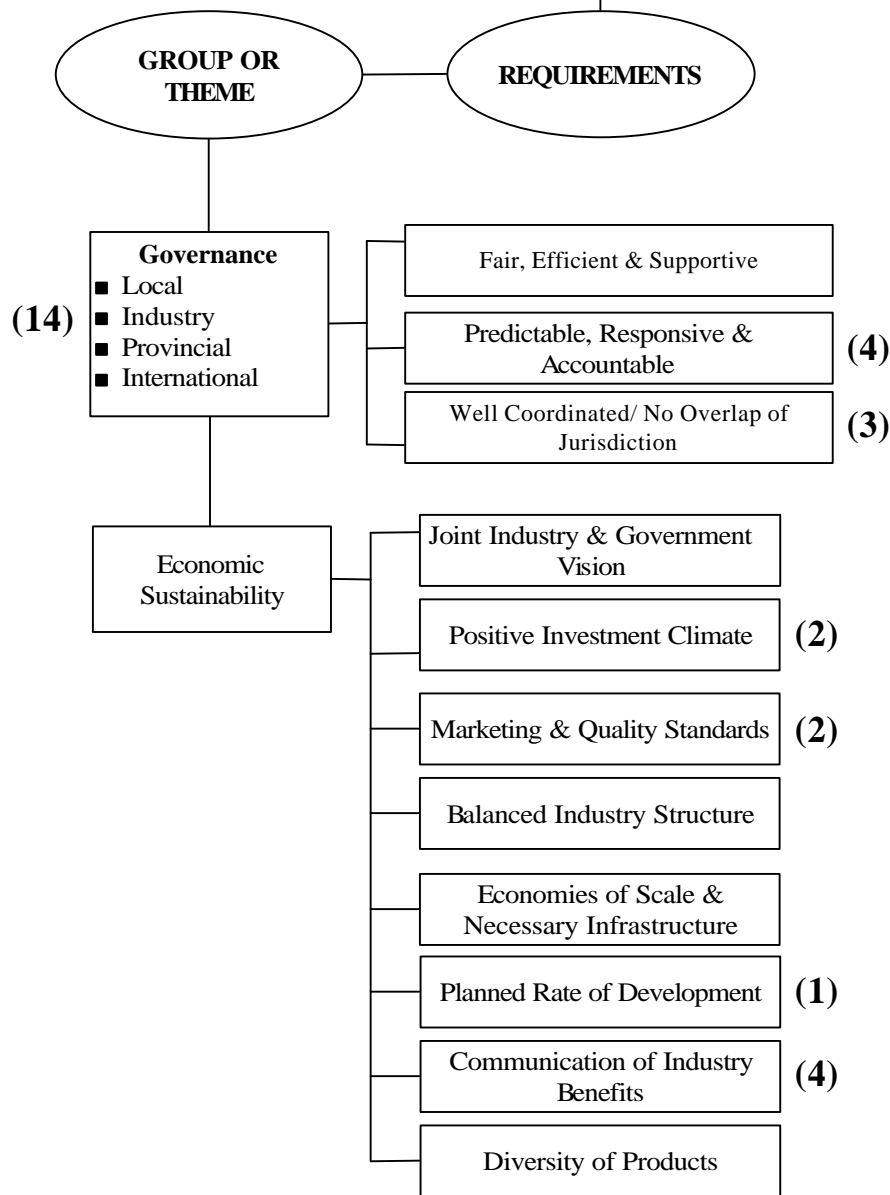 GROUP OR
THEME
REQUIREMENTS
Governance
■ Local
■ Industry
■ Provincial
■ International
(14)
Fair, Efficient & Supportive
Predictable, Responsive &
Accountable
(4)
Well Coordinated/ No Overlap of
Jurisdiction
(3)
Economic
Sustainability
Joint Industry & Government
Vision
Positive Investment Climate
(2)
Marketing & Quality Standards
(2)
Balanced Industry Structure
Economies of Scale &
Necessary Infrastructure
Planned Rate of Development
(1)
Communication of Industry
Benefits
(4)
Diversity of Products